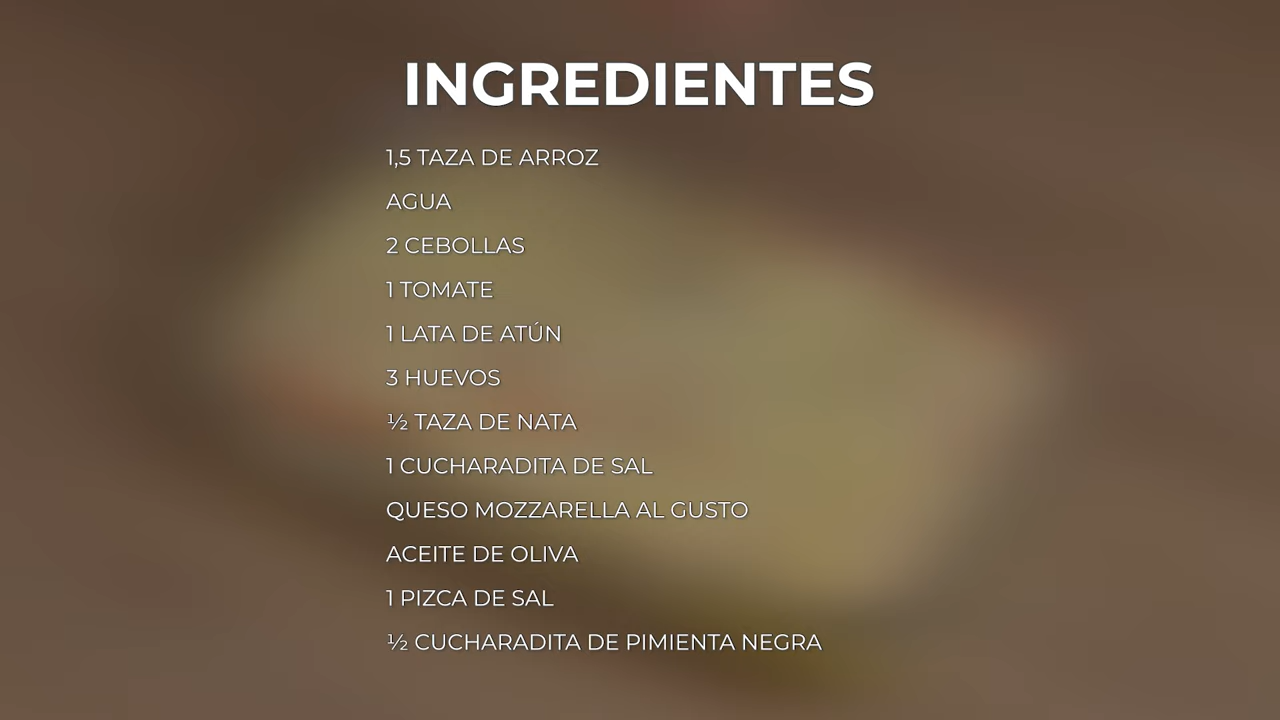 INGREDIENTES
1,5 TAZA DE ARROZ
AGUA
2 CEBOLLAS
1 TOMATE
1 LATA DE ATÚN
3 HUEVOS
½ TAZA DE NATA
1 CUCHARADITA DE SAL
QUESO MOZZARELLA AL GUSTO
ACEITE DE OLIVA
1 PIZCA DE SAL
½ CUCHARADITA DE PIMIENTA NEGRA